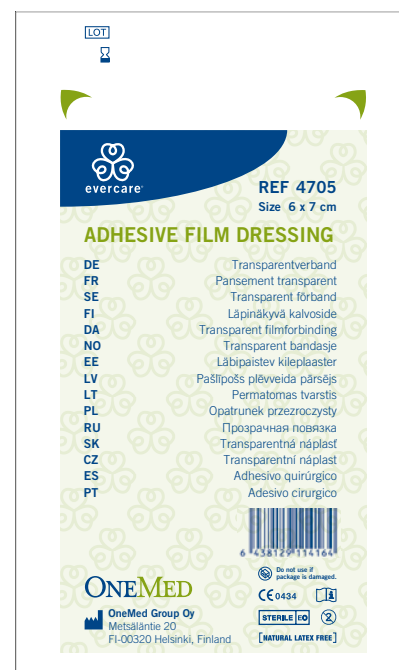 LOT
evercare®
REF 4705
Size 6 x 7 cm
ADHESIVE FILM DRESSING
DE Transparentverband
FR Pansement transparent
SE Transparent förband
FI Läpinäkyvä kalvoside
DA Transparent filmforbinding
NO Transparent bandasje
EE Läbipaistev kileplaaster
LV Pašlīpošs plēvveida pārsējs
LT Permatomas tvarstis
PL Opatrunek przezroczysty
RU Прозрачная повязка
SK Transparentná náplasť
CZ Transparentní náplast
ES Adhesivo quirúrgico
PT Adesivo cirurgico
6 438129 114164
Do not use if
package is damaged.
CE 0434
STERILE EO
2
NATURAL LATEX FREE
ONEMED
OneMed Group Oy
Metsäläntie 20
FI-00320 Helsinki, Finland